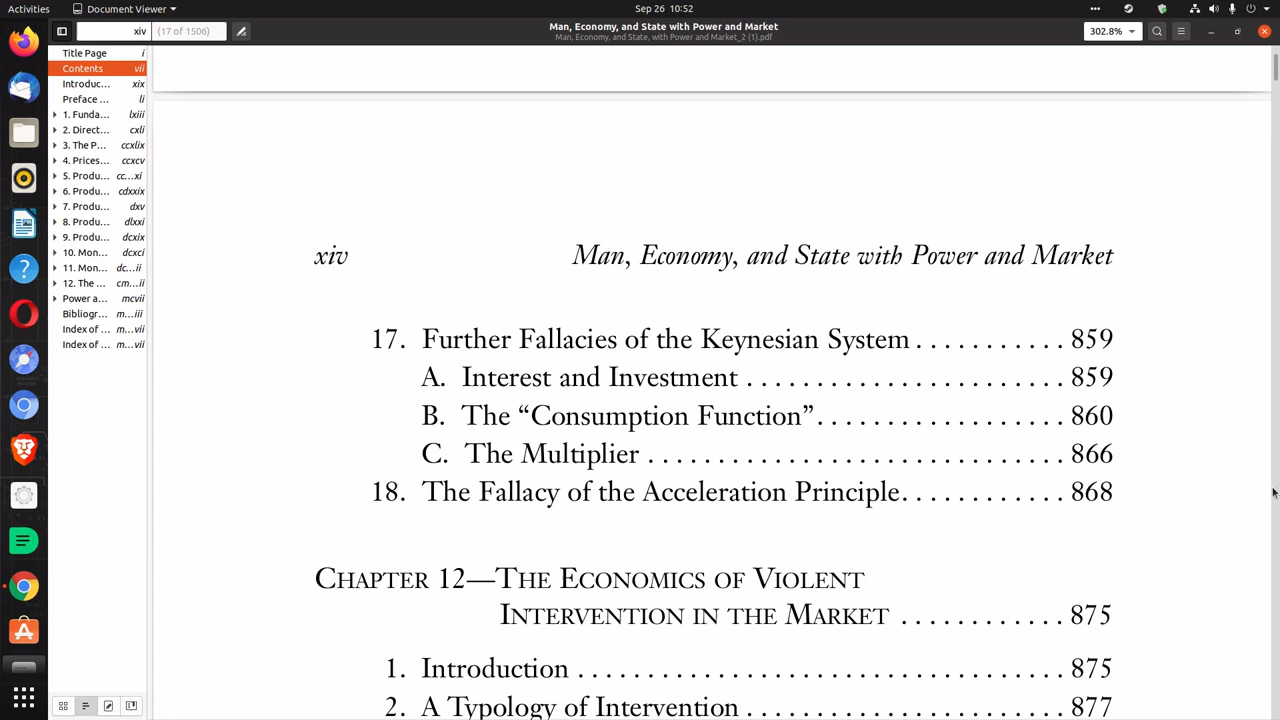 Activities
Document Viewer
Sep 26 10:52
xiv
(17 of 1506)
Man, Economy, and State with Power and Market
Man, Economy, and State, with Power and Market_2 (1).pdf
302.8%
Title Page i
Contents vii
Introduc... xix
Preface ... li
1. Funda... lxiii
2. Direct... cxli
3. The P... ccxlix
4. Prices... ccxcv
5. Produ... cc...xi
6. Produ... cdxxix
7. Produ... dxv
8. Produ... dlxxi
9. Produ... dcxix
10. Mon... dcxci
11. Mon... dc...ii
12. The ... cm...ii
Power a... mcvii
Bibliogr... m...iii
Index of ... m...vii
Index of ... m...vii
xiv Man, Economy, and State with Power and Market
17. Further Fallacies of the Keynesian System . . . . . . . . . . . 859
A. Interest and Investment . . . . . . . . . . . . . . . . . . . . . . . . 859
B. The “Consumption Function” . . . . . . . . . . . . . . . . . . 860
C. The Multiplier . . . . . . . . . . . . . . . . . . . . . . . . . . . . . . 866
18. The Fallacy of the Acceleration Principle. . . . . . . . . . . . 868
CHAPTER 12—THE ECONOMICS OF VIOLENT
INTERVENTION IN THE MARKET . . . . . . . . . . . . 875
1. Introduction . . . . . . . . . . . . . . . . . . . . . . . . . . . . . . . . . . . 875
2. A Typology of Intervention . . . . . . . . . . . . . . . . . . . . . . . 877